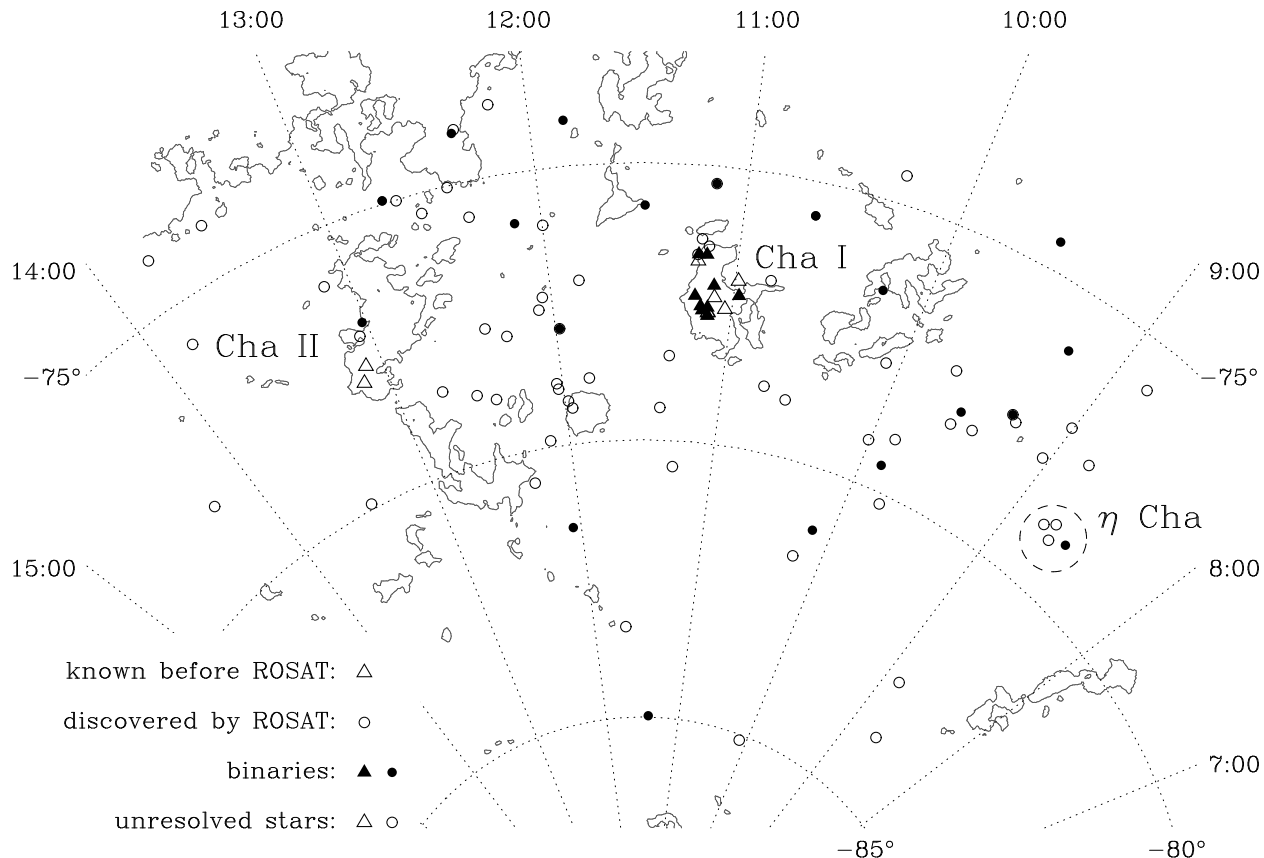 13:00 12:00 11:00 10:00
Cha I
14:00 9:00
Cha II
−75° −75°
η Cha
15:00 8:00
known before ROSAT:
discovered by ROSAT:
binaries:
7:00
unresolved stars:
−85° −80°